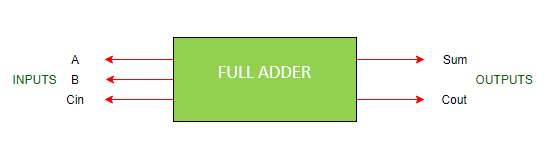 A
INPUTS B
Cin
FULL ADDER
Sum
OUTPUTS
Cout